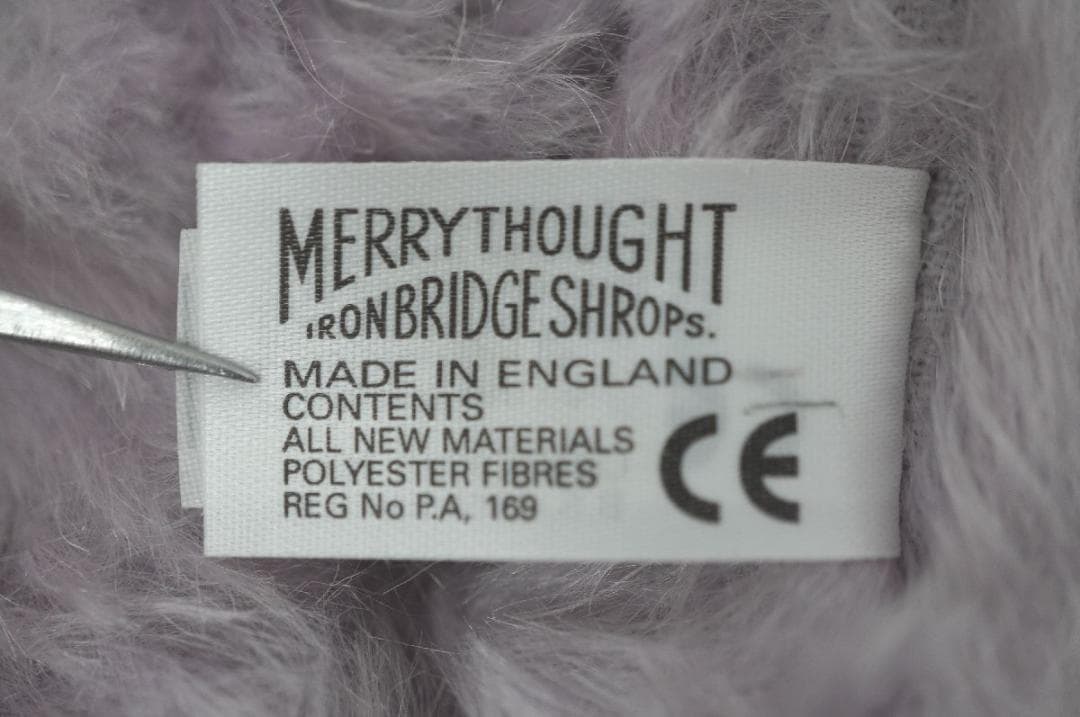 MERRYTHOUGHT
IRONBRIDGE SHROPS.
MADE IN ENGLAND
CONTENTS
ALL NEW MATERIALS
POLYESTER FIBRES
REG No P.A, 169
CE